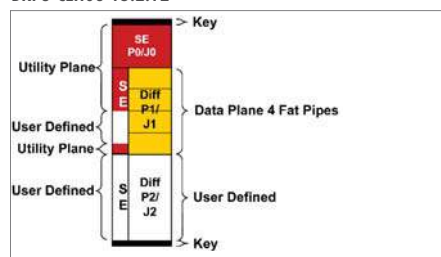 Key
SE
P0/J0
Utility Plane
S
E
Diff
P1/
J1
Data Plane 4 Fat Pipes
User Defined
Utility Plane
User Defined
S
E
Diff
P2/
J2
User Defined
Key